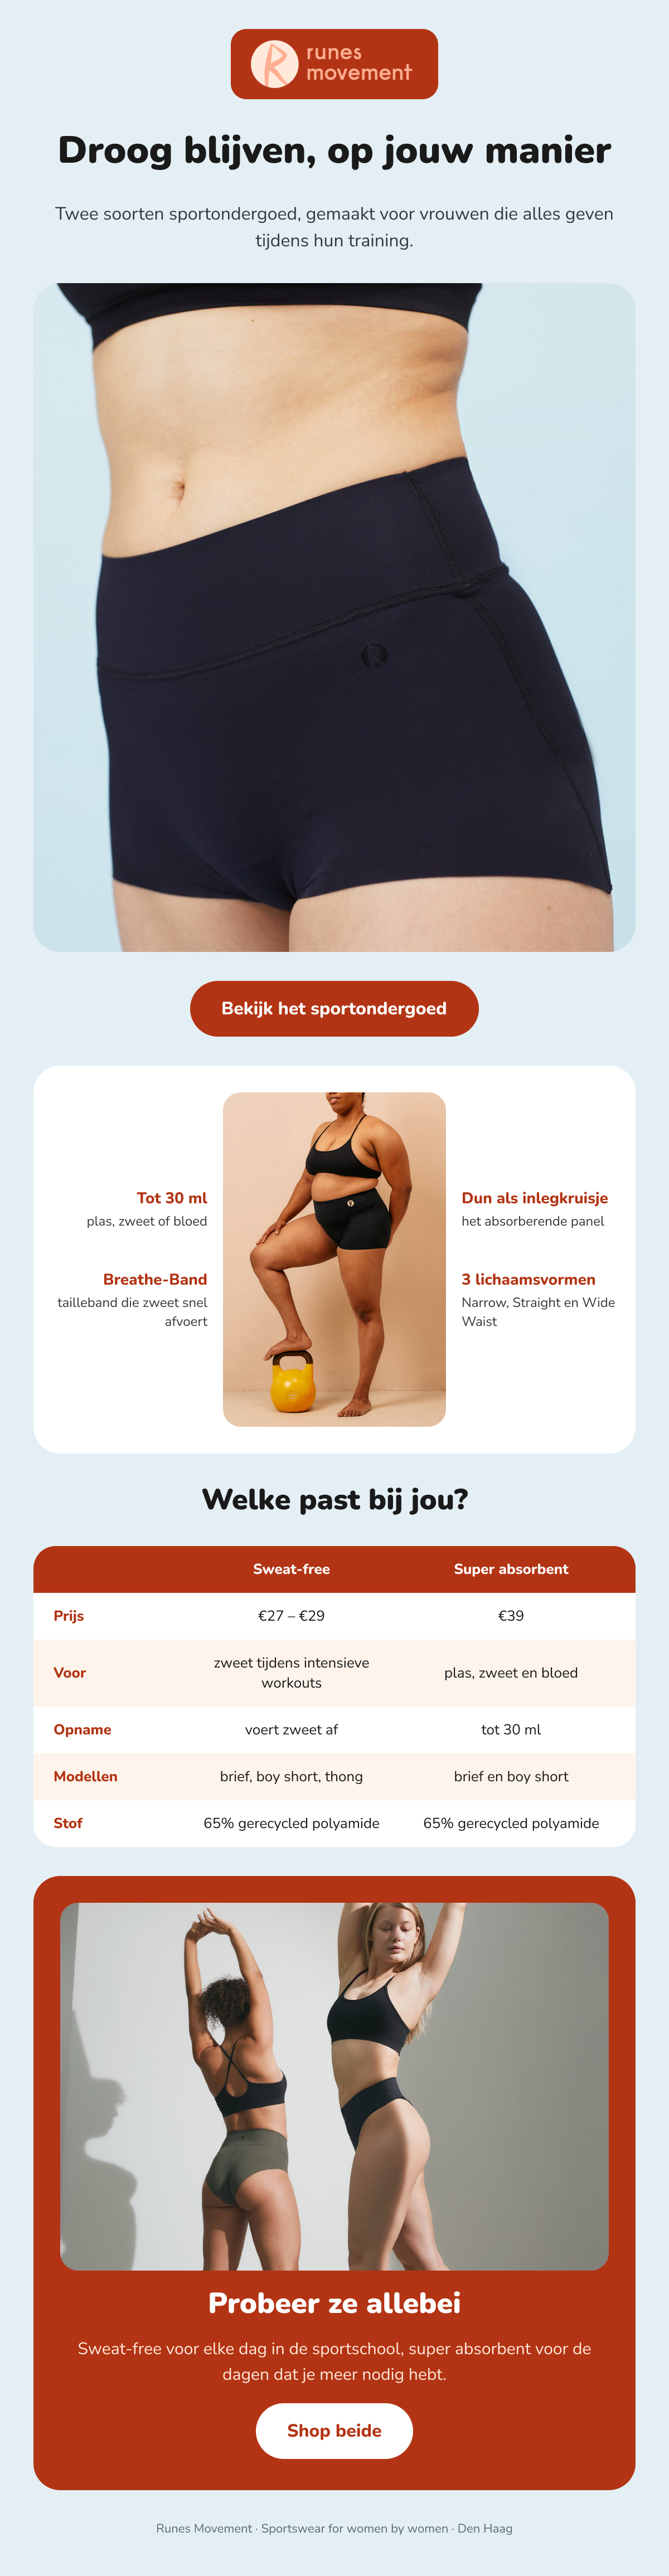 runes
movement
Droog blijven, op jouw manier
Twee soorten sportondergoed, gemaakt voor vrouwen die alles geven
tijdens hun training.
Bekijk het sportondergoed
Tot 30 ml
plas, zweet of bloed
Breathe-Band
tailleband die zweet snel
afvoert
Dun als inlegkruisje
het absorberende panel
3 lichaamsvormen
Narrow, Straight en Wide
Waist
Welke past bij jou?
Sweat-free Super absorbent
Prijs €27 – €29 €39
Voor zweet tijdens intensieve workouts plas, zweet en bloed
Opname voert zweet af tot 30 ml
Modellen brief, boy short, thong brief en boy short
Stof 65% gerecycled polyamide 65% gerecycled polyamide
Probeer ze allebei
Sweat-free voor elke dag in de sportschool, super absorbent voor de
dagen dat je meer nodig hebt.
Shop beide
Runes Movement · Sportswear for women by women · Den Haag